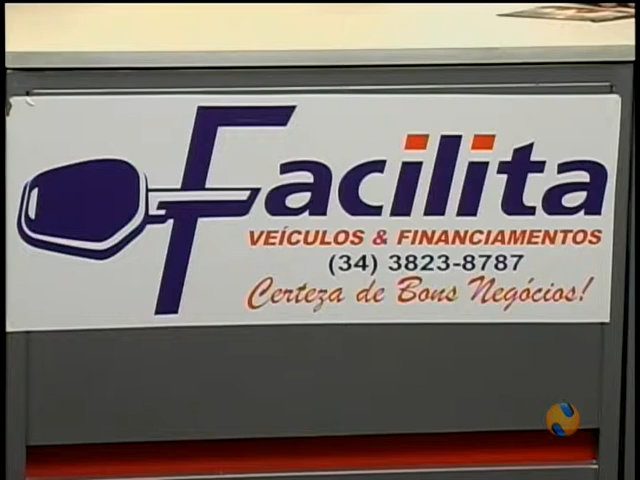 Facilita
VEÍCULOS & FINANCIAMENTOS
(34) 3823-8787
Certeza de Bons Negócios!